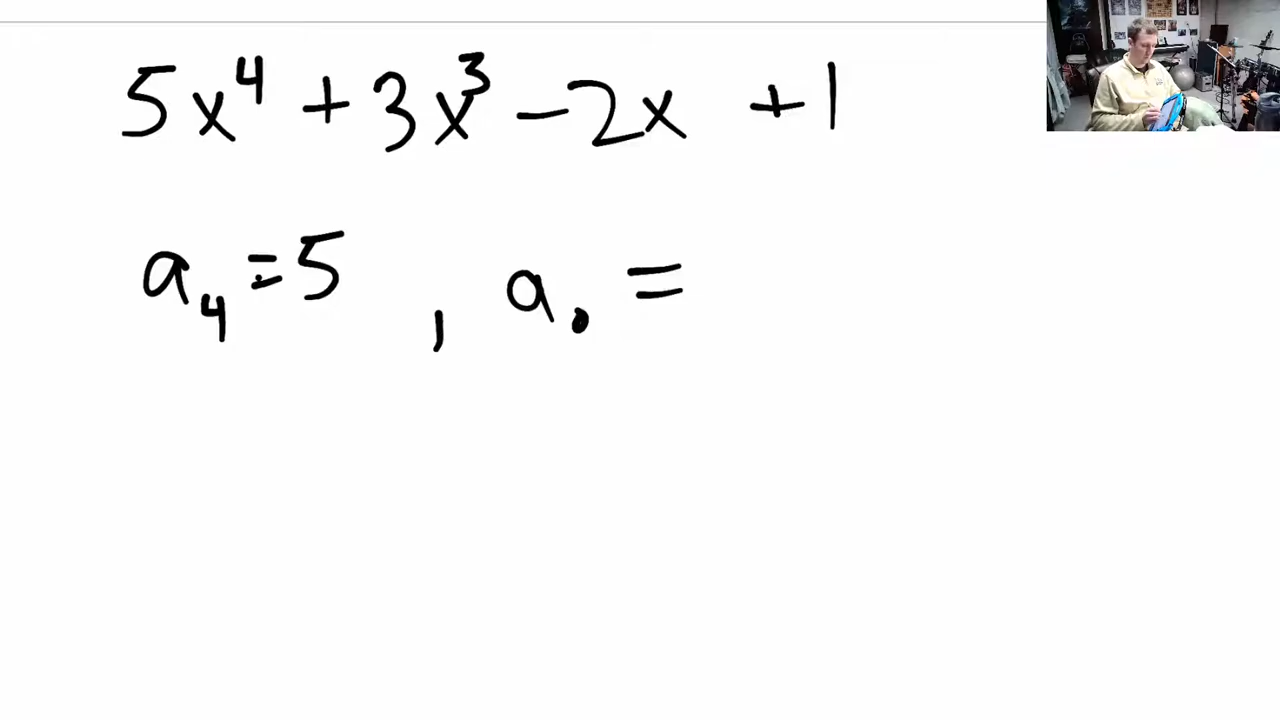 5x⁴ + 3x³ - 2x + 1
a₄ = 5 , a₀ =